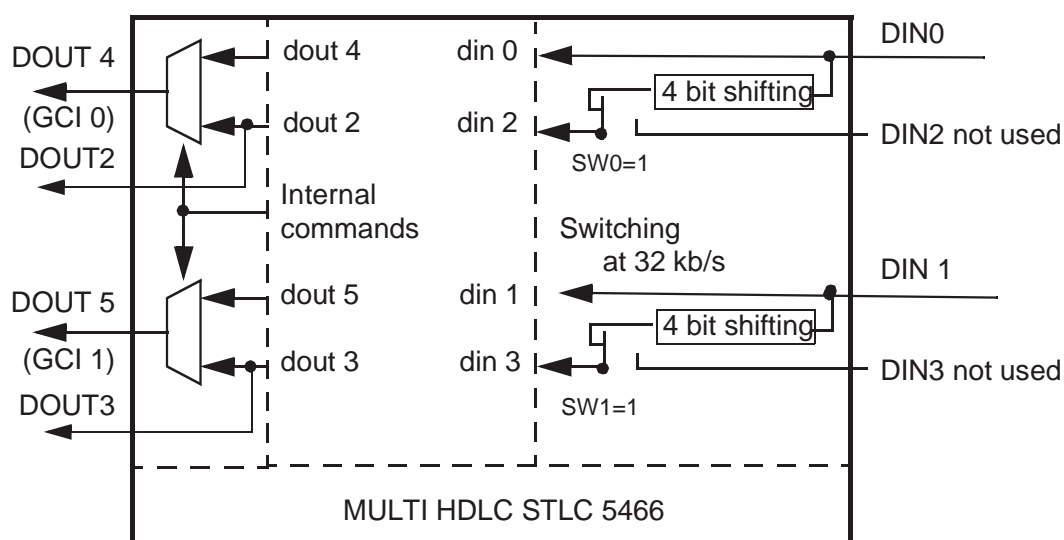 DIN0
DOUT 4
dout 4
din 0
4 bit shifting
(GCI 0)
dout 2
din 2
DIN2 not used
DOUT2
SW0=1
Internal
commands
Switching
at 32 kb/s
DIN 1
DOUT 5
dout 5
din 1
4 bit shifting
(GCI 1)
dout 3
din 3
DIN3 not used
DOUT3
SW1=1
MULTI HDLC STLC 5466